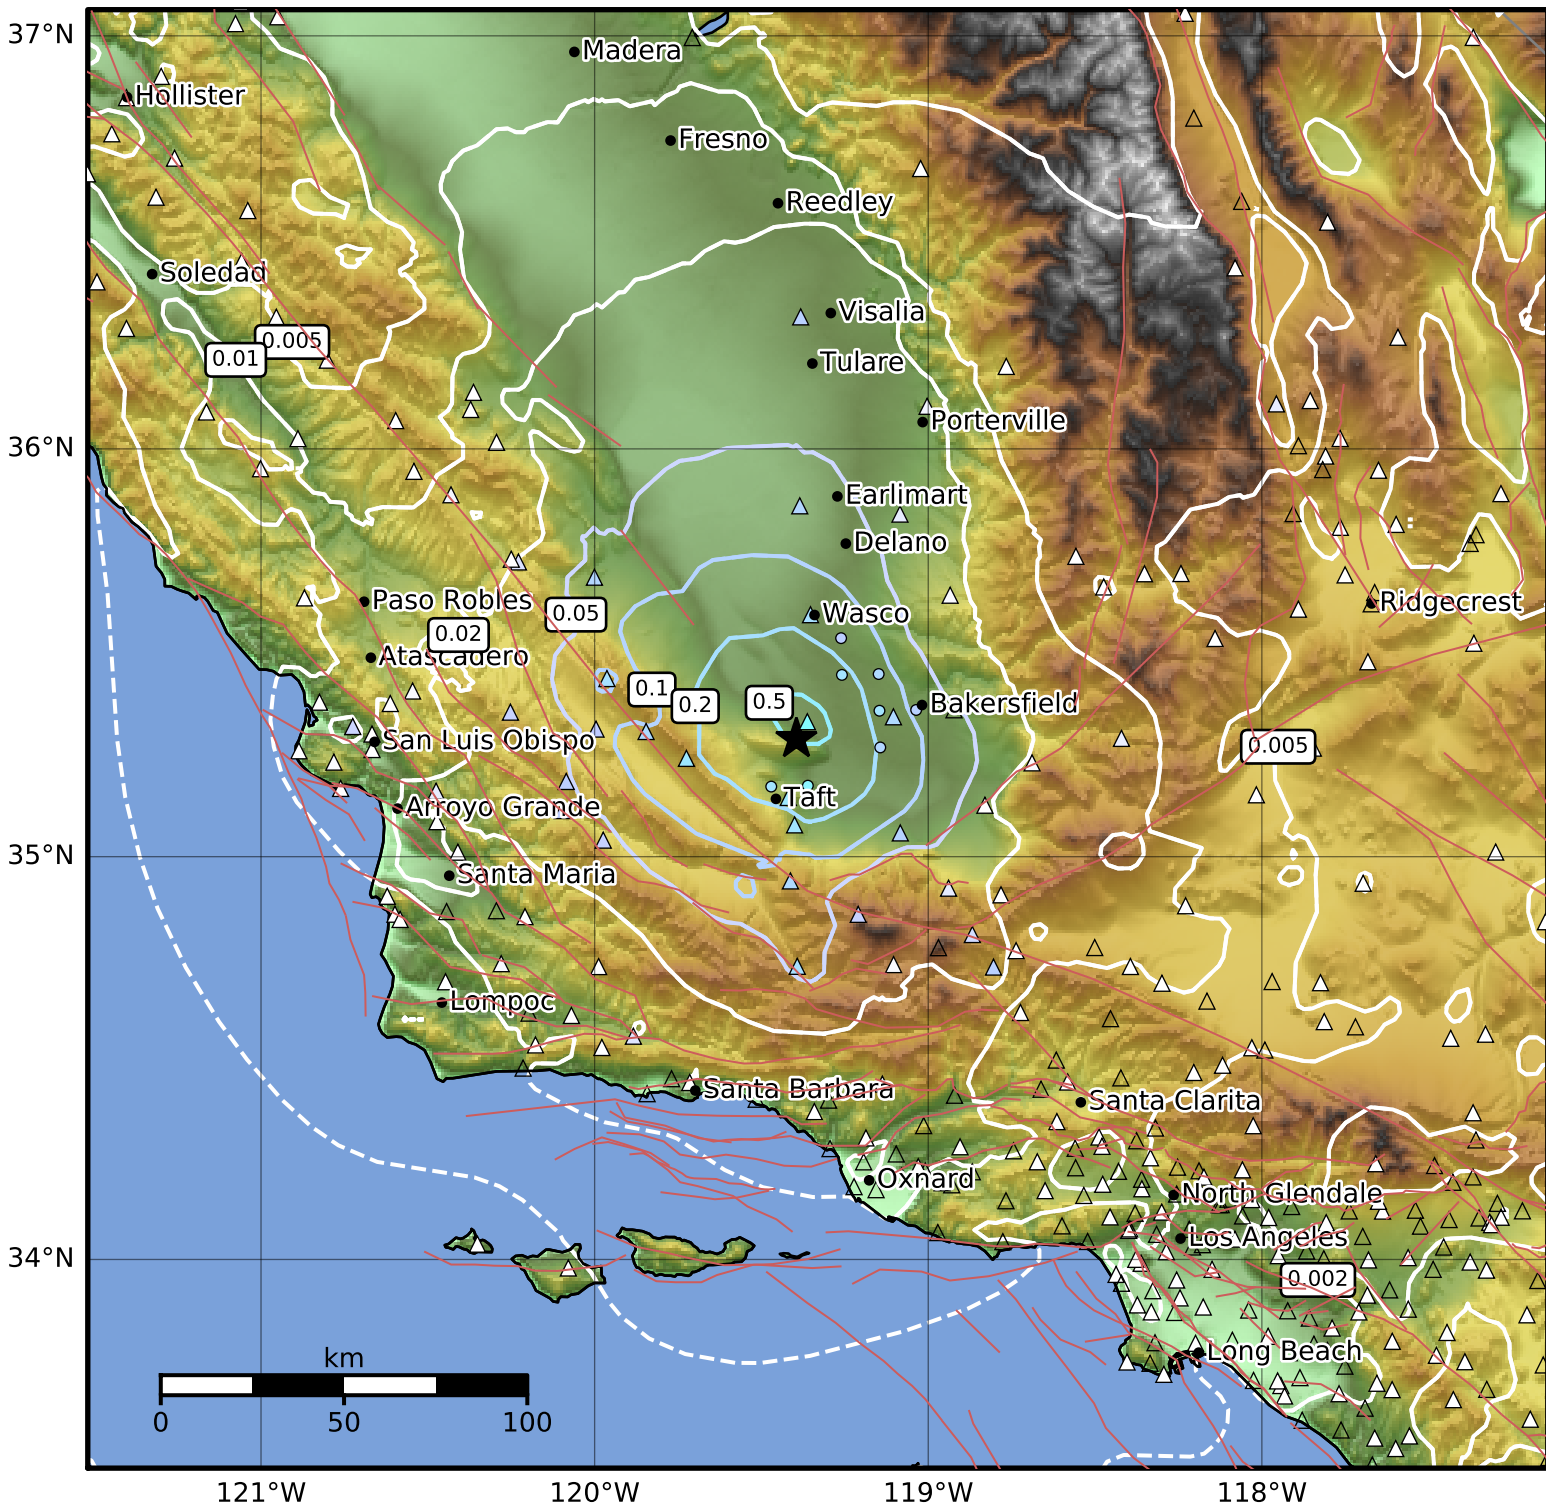 37°N
Madera
Hollister
Fresno
Reedley
Soledad
Visalia
0.005
0.01
Tulare
Porterville
36°N
Earlimart
Delano
Paso Robles
0.05
Wasco
Ridgecrest
0.02
Atascadero
0.1
0.2
0.5
Bakersfield
San Luis Obispo
0.005
Taft
Arroyo Grande
35°N
Santa Maria
Lompoc
Santa Barbara
Santa Clarita
Oxnard
North Glendale
Los Angeles
34°N
0.002
Long Beach
km
0 50 100
121°W 120°W 119°W 118°W